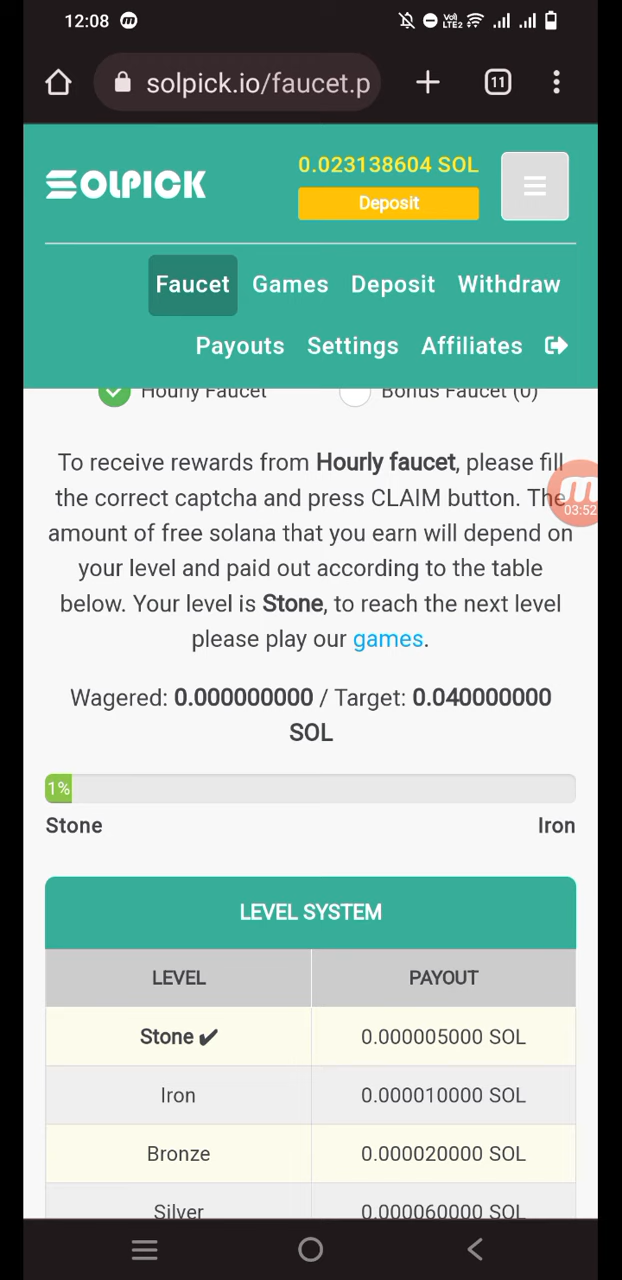 12:08
Vo) LTE2
solpick.io/faucet.p
11
SOLPICK
0.023138604 SOL
Deposit
Faucet Games Deposit Withdraw
Payouts Settings Affiliates
Hourly Faucet Bonus Faucet (0)
To receive rewards from Hourly faucet, please fill
the correct captcha and press CLAIM button. The
amount of free solana that you earn will depend on
your level and paid out according to the table
below. Your level is Stone, to reach the next level
please play our games.
03:52
Wagered: 0.000000000 / Target: 0.040000000
SOL
1%
Stone Iron
LEVEL SYSTEM
LEVEL PAYOUT
Stone ✔ 0.000005000 SOL
Iron 0.000010000 SOL
Bronze 0.000020000 SOL
Silver 0.000060000 SOL